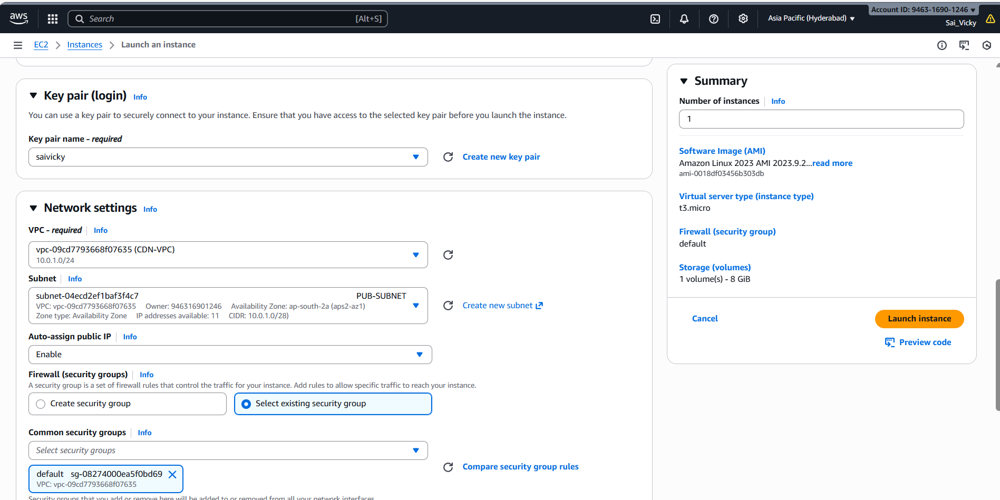 aws
Search [Alt+S]
Asia Pacific (Hyderabad)
Account ID: 9463-1690-1246
Sai_Vicky
EC2 Instances Launch an instance
Key pair (login) Info
You can use a key pair to securely connect to your instance. Ensure that you have access to the selected key pair before you launch the instance.
Key pair name - required
saivicky
Create new key pair
Network settings Info
VPC - required Info
vpc-09cd7793668f07635 (CDN-VPC)
10.0.1.0/24
Subnet Info
subnet-04ecd2ef1baf3f4c7 PUB-SUBNET
VPC: vpc-09cd7793668f07635 Owner: 946316901246 Availability Zone: ap-south-2a (aps2-az1)
Zone type: Availability Zone IP addresses available: 11 CIDR: 10.0.1.0/28)
Create new subnet
Auto-assign public IP Info
Enable
Firewall (security groups) Info
A security group is a set of firewall rules that control the traffic for your instance. Add rules to allow specific traffic to reach your instance.
Create security group
Select existing security group
Common security groups Info
Select security groups
default sg-08274000ea5f0bd69
VPC: vpc-09cd7793668f07635
Compare security group rules
Security groups that you add or remove here will be added to or removed from all your network interfaces.
Summary
Number of instances Info
1
Software Image (AMI)
Amazon Linux 2023 AMI 2023.9.2...read more
ami-0018df03456b303db
Virtual server type (instance type)
t3.micro
Firewall (security group)
default
Storage (volumes)
1 volume(s) - 8 GiB
Cancel
Launch instance
Preview code